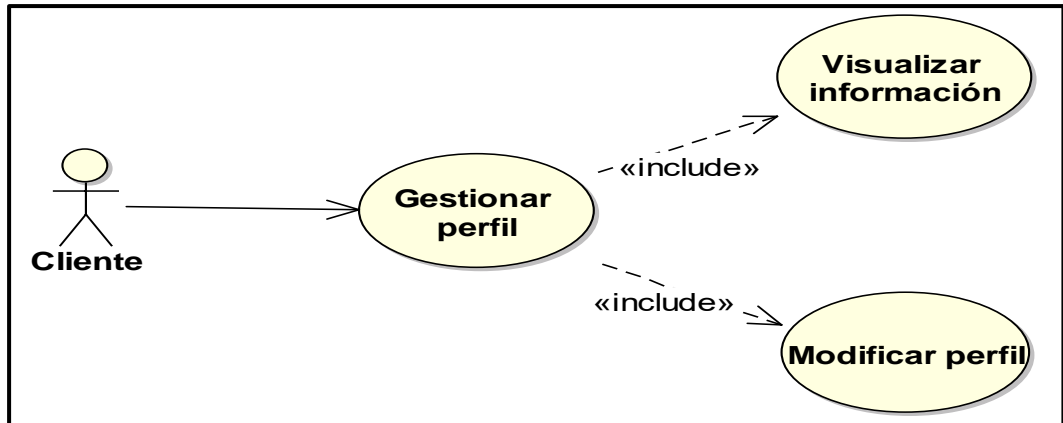 Visualizar
información
«include»
Gestionar
perfil
Cliente
«include»
Modificar perfil